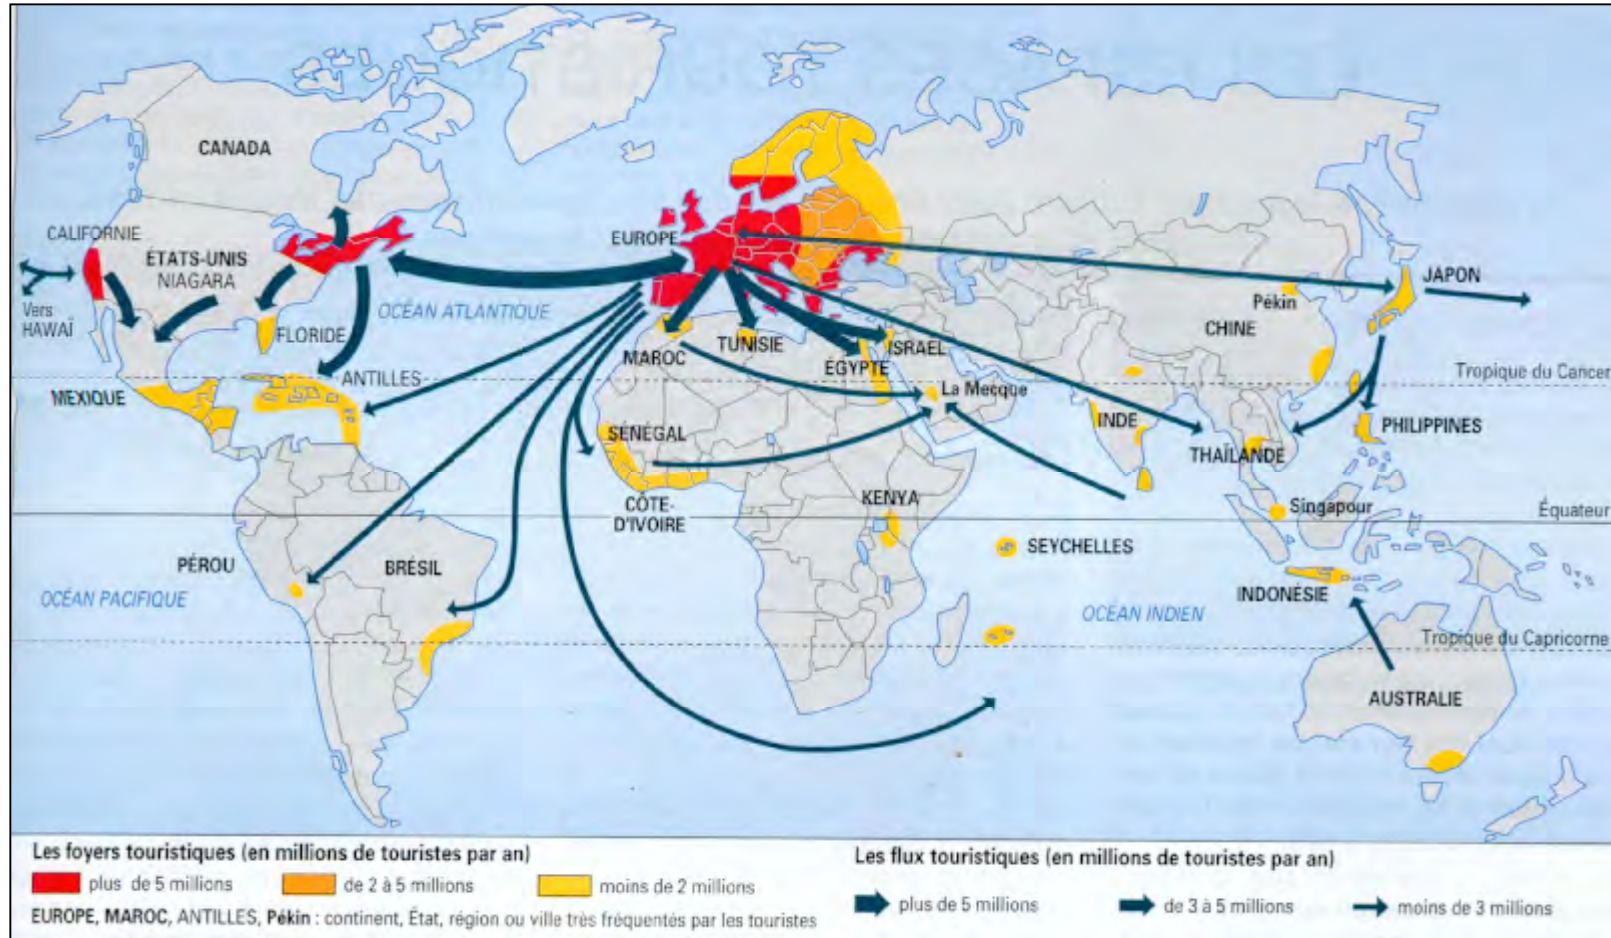 CANADA
CALIFORNIE
ÉTATS-UNIS
NIAGARA
Vers
HAWAÏ
FLORIDE
OCÉAN ATLANTIQUE
ANTILLES
MEXIQUE
PÉROU
BRÉSIL
OCÉAN PACIFIQUE
EUROPE
MAROC
TUNISIE
ISRAEL
ÉGYPTE
La Mecque
SÉNÉGAL
CÔTE-
D'IVOIRE
KENYA
SEYCHELLES
OCÉAN INDIEN
JAPON
Pékin
CHINE
Tropique du Cancer
INDE
PHILIPPINES
THAÏLANDE
Singapour
Équateur
INDONÉSIE
Tropique du Capricorne
AUSTRALIE
Les foyers touristiques (en millions de touristes par an)
plus de 5 millions
de 2 à 5 millions
moins de 2 millions
EUROPE, MAROC, ANTILLES, Pékin : continent, État, région ou ville très fréquentés par les touristes
Les flux touristiques (en millions de touristes par an)
plus de 5 millions
de 3 à 5 millions
moins de 3 millions